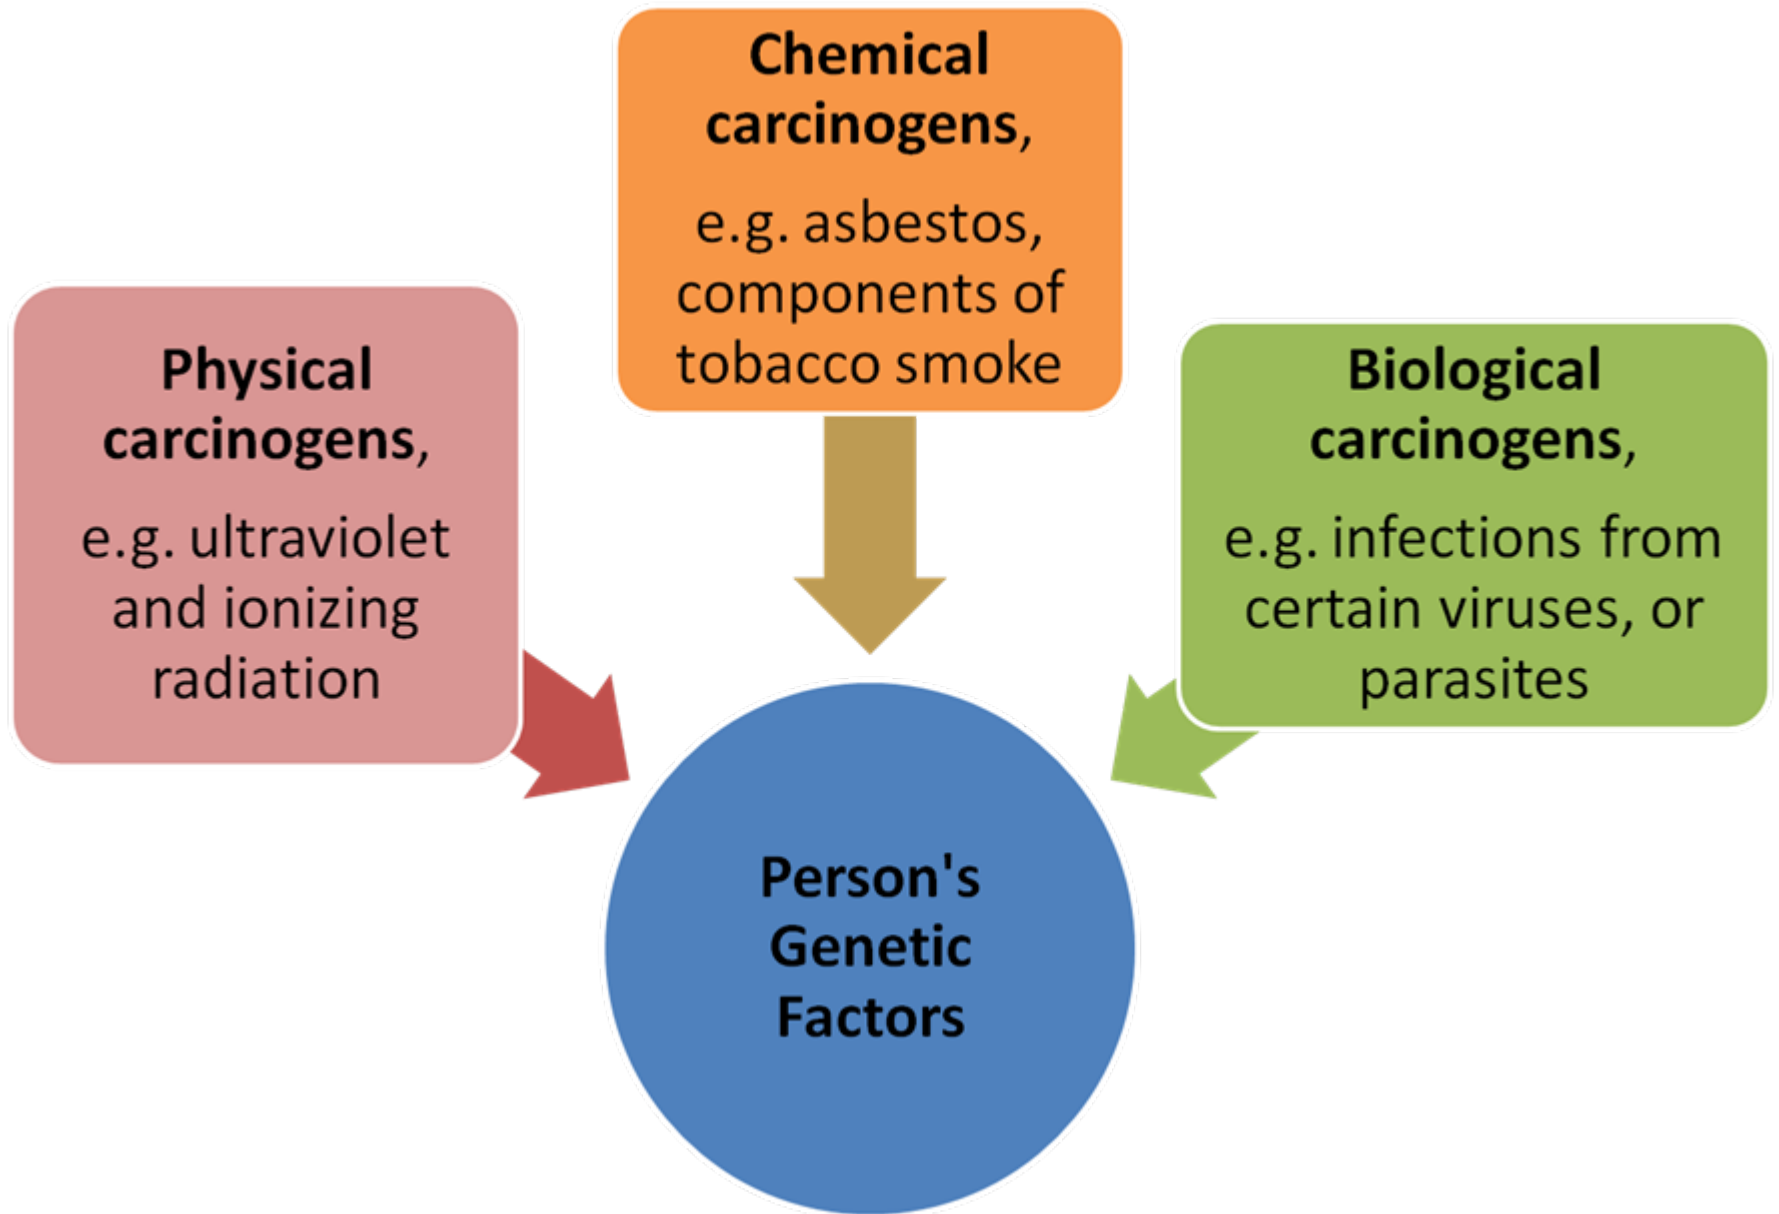 Chemical
carcinogens,
e.g. asbestos,
components of
tobacco smoke
Physical
carcinogens,
e.g. ultraviolet
and ionizing
radiation
Biological
carcinogens,
e.g. infections from
certain viruses, or
parasites
Person's
Genetic
Factors